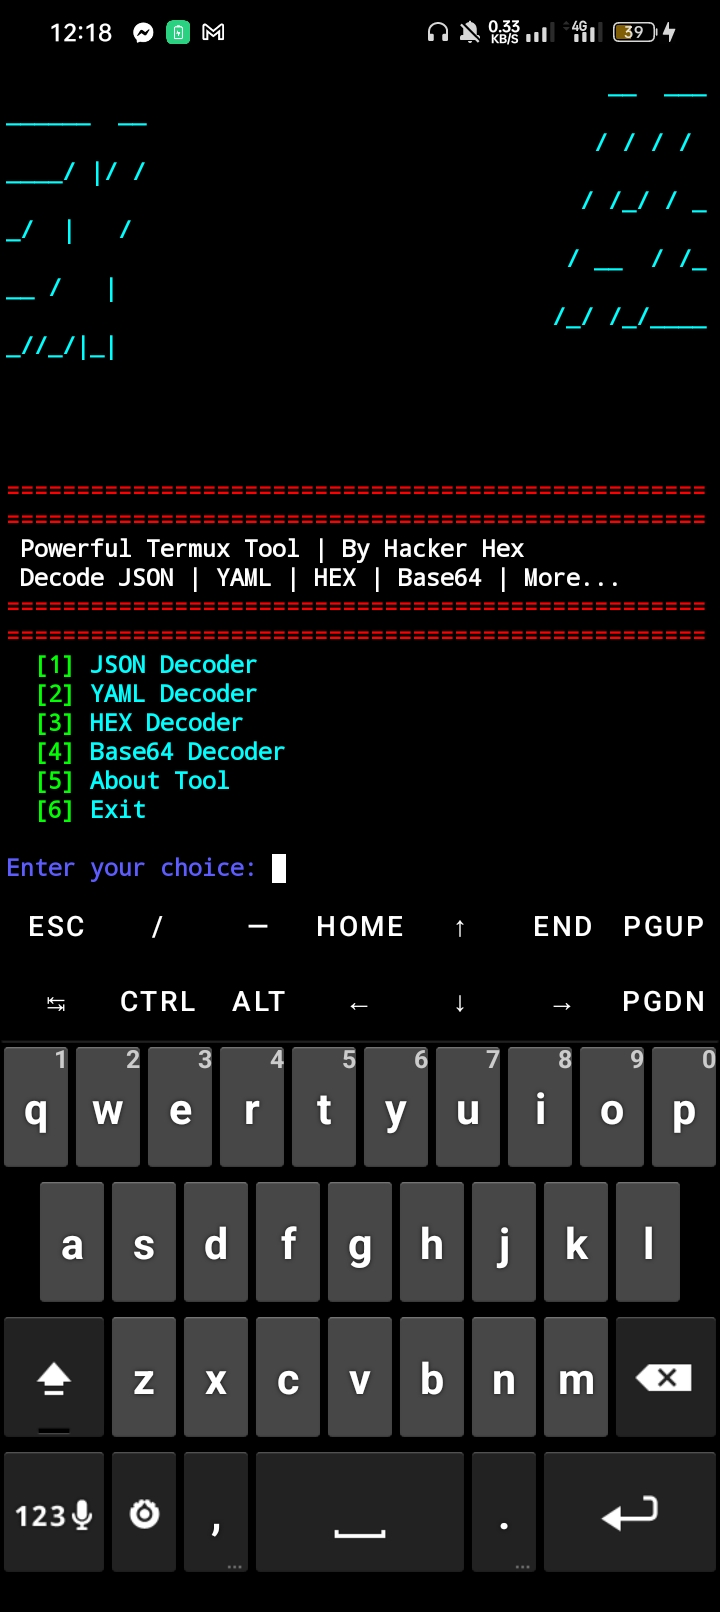 12:18 0.33 KB/S 4G 39
__ ___
______ __
/ / / /
____/ |/ /
/ /_/ / _
_/ | /
/ __ / /_
__ / |
/_/ /_/____
_//_/|_|
==================================================
==================================================
Powerful Termux Tool | By Hacker Hex
Decode JSON | YAML | HEX | Base64 | More...
==================================================
==================================================
[1] JSON Decoder
[2] YAML Decoder
[3] HEX Decoder
[4] Base64 Decoder
[5] About Tool
[6] Exit
Enter your choice:
ESC / — HOME ↑ END PGUP
↹ CTRL ALT ← ↓ → PGDN
1 2 3 4 5 6 7 8 9 0
q w e r t y u i o p
a s d f g h j k l
z x c v b n m
123 , .